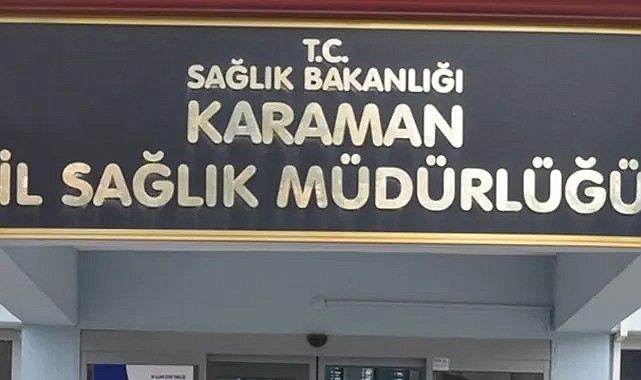 T.C.
SAĞLIK BAKANLIĞI
KARAMAN
İL SAĞLIK MÜDÜRLÜĞÜ